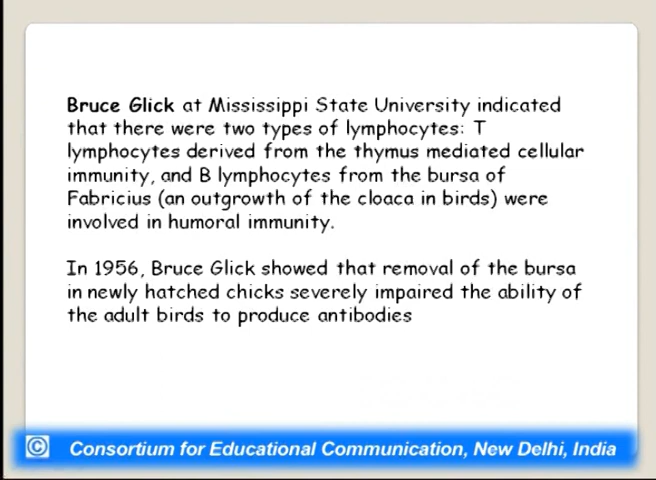 Bruce Glick at Mississippi State University indicated
that there were two types of lymphocytes: T
lymphocytes derived from the thymus mediated cellular
immunity, and B lymphocytes from the bursa of
Fabricius (an outgrowth of the cloaca in birds) were
involved in humoral immunity.
In 1956, Bruce Glick showed that removal of the bursa
in newly hatched chicks severely impaired the ability of
the adult birds to produce antibodies
© Consortium for Educational Communication, New Delhi, India